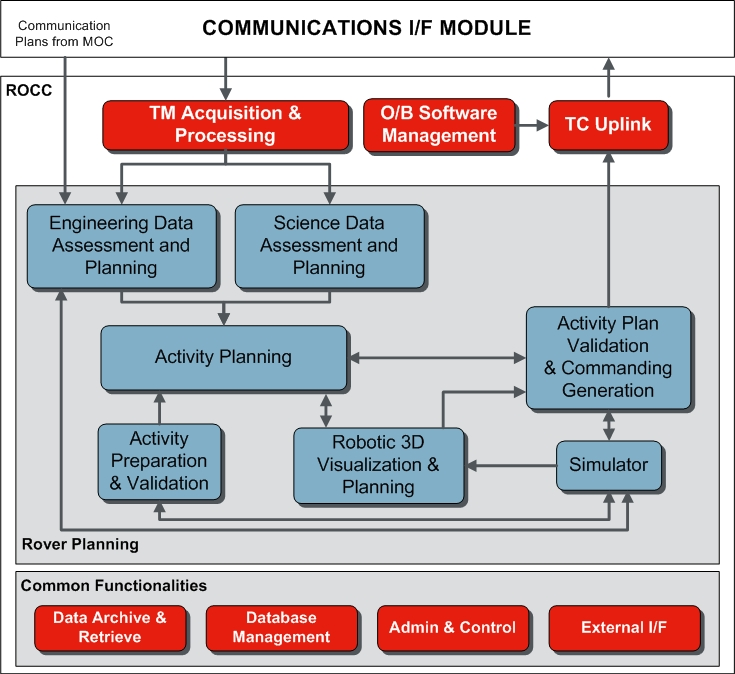 Communication
Plans from MOC
COMMUNICATIONS I/F MODULE
ROCC
TM Acquisition &
Processing
O/B Software
Management
TC Uplink
Engineering Data
Assessment and
Planning
Science Data
Assessment and
Planning
Activity Planning
Activity Plan
Validation
& Commanding
Generation
Activity
Preparation
& Validation
Robotic 3D
Visualization &
Planning
Simulator
Rover Planning
Common Functionalities
Data Archive &
Retrieve
Database
Management
Admin & Control
External I/F